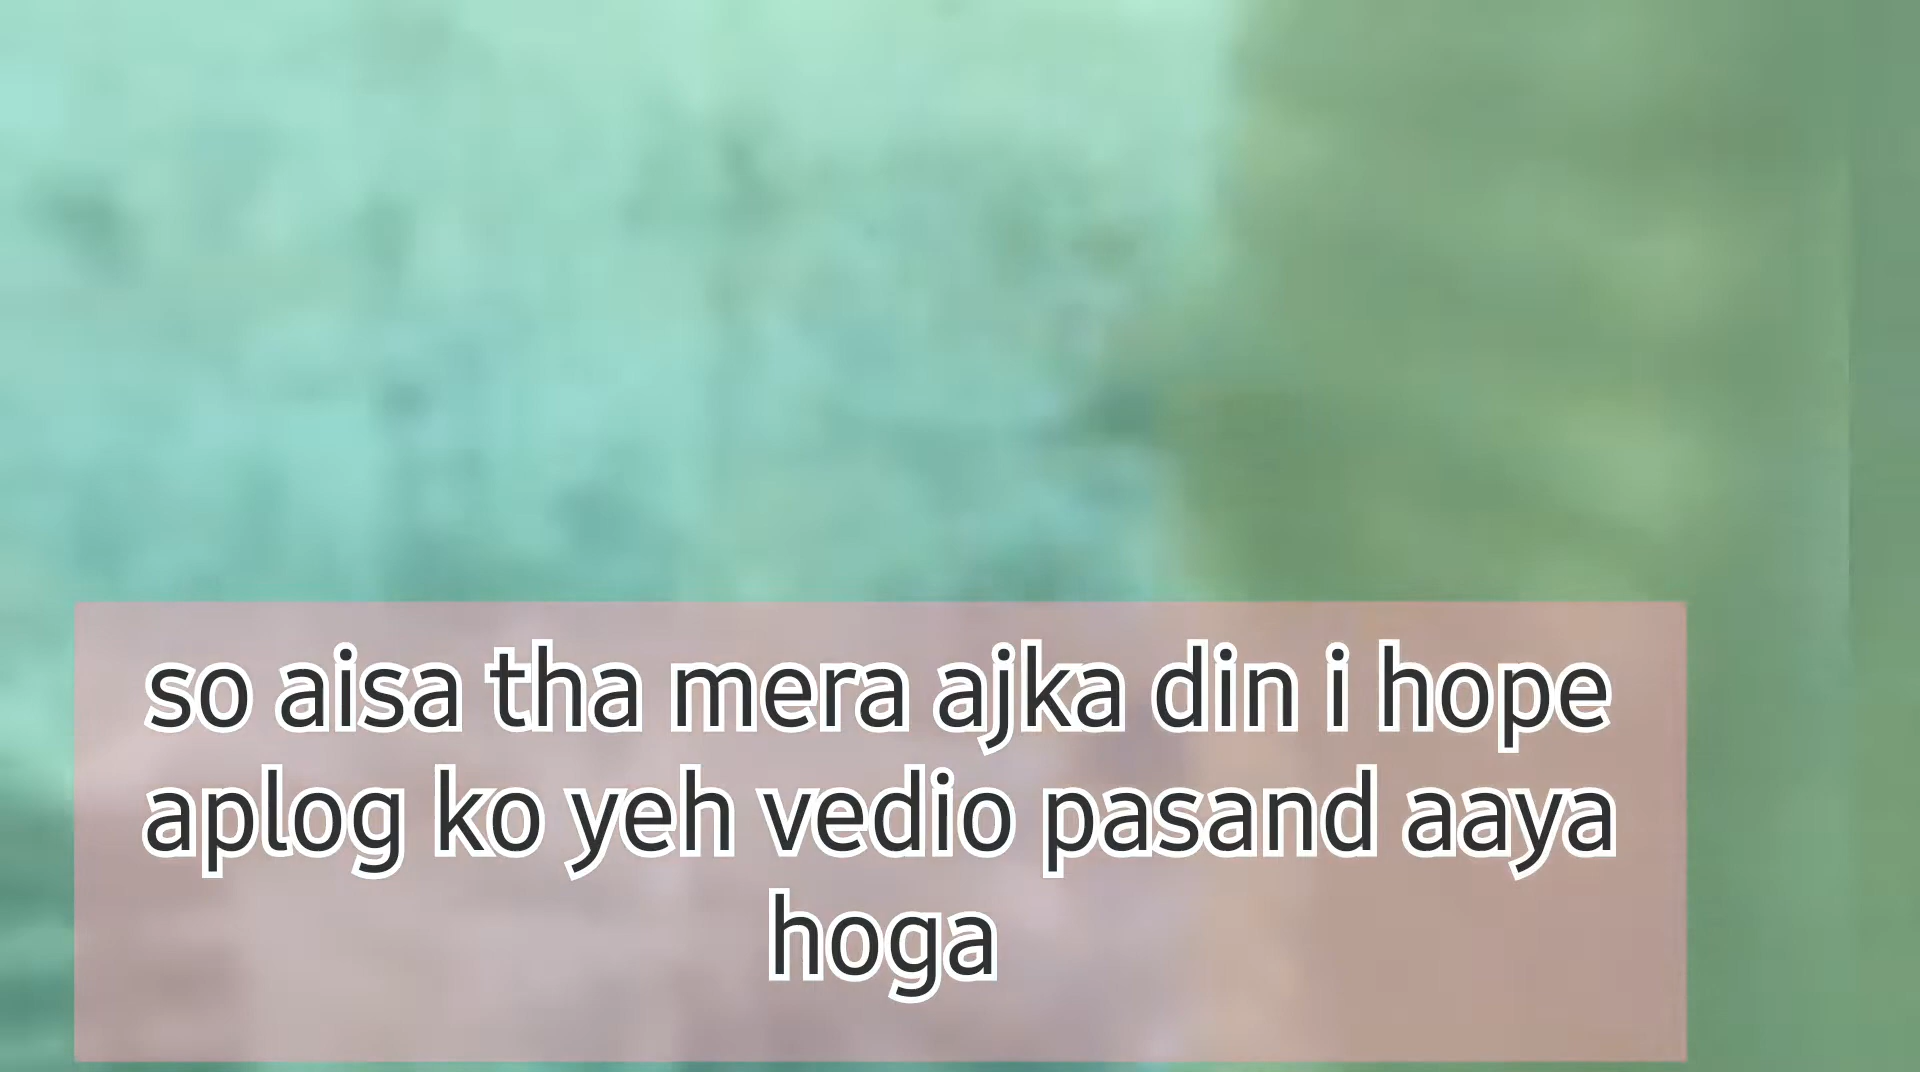 so aisa tha mera ajka din i hope
aplog ko yeh vedio pasand aaya
hoga